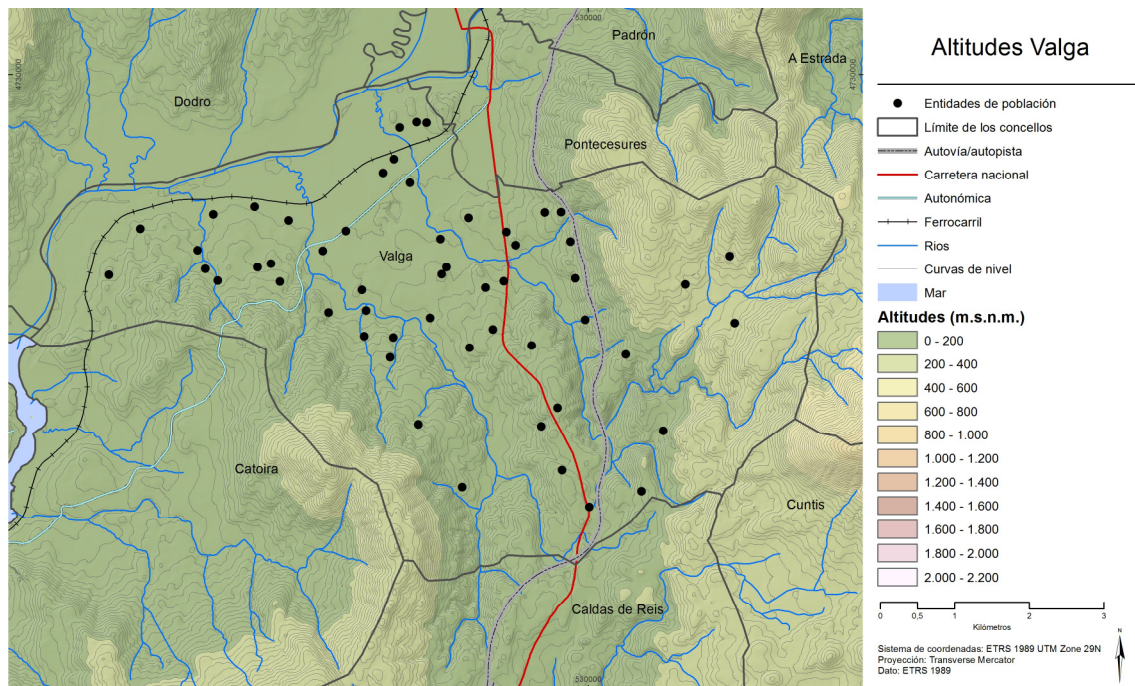 530000
4730000
4730000
Padrón
A Estrada
Dodro
Pontecesures
Valga
Catoira
Cuntis
Caldas de Reis
530000
Altitudes Valga
Entidades de población
Límite de los concellos
Autovía/autopista
Carretera nacional
Autonómica
Ferrocarril
Rios
Curvas de nivel
Mar
Altitudes (m.s.n.m.)
0 - 200
200 - 400
400 - 600
600 - 800
800 - 1.000
1.000 - 1.200
1.200 - 1.400
1.400 - 1.600
1.600 - 1.800
1.800 - 2.000
2.000 - 2.200
0 0,5 1 2 3
Kilómetros
N
Sistema de coordenadas: ETRS 1989 UTM Zone 29N
Proyección: Transverse Mercator
Dato: ETRS 1989